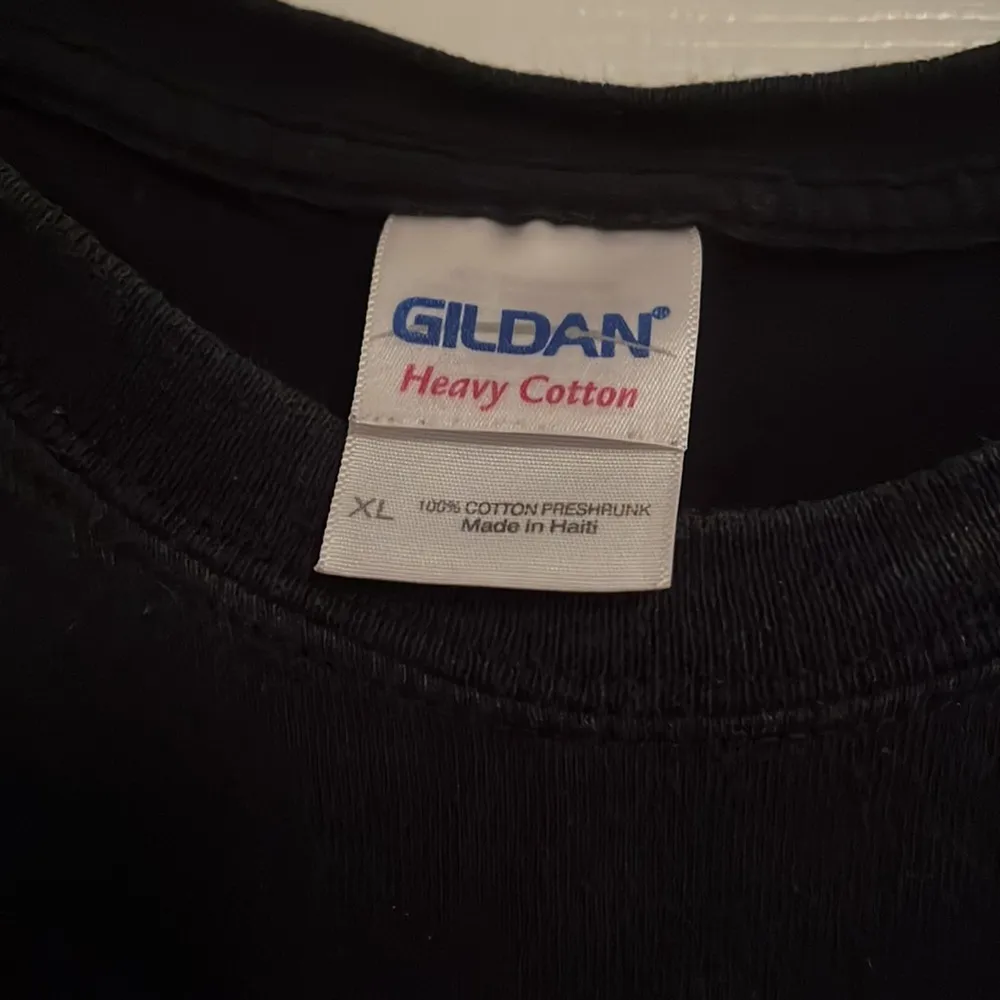 GILDAN®
Heavy Cotton
XL 100% COTTON PRESHRUNK
Made in Haiti